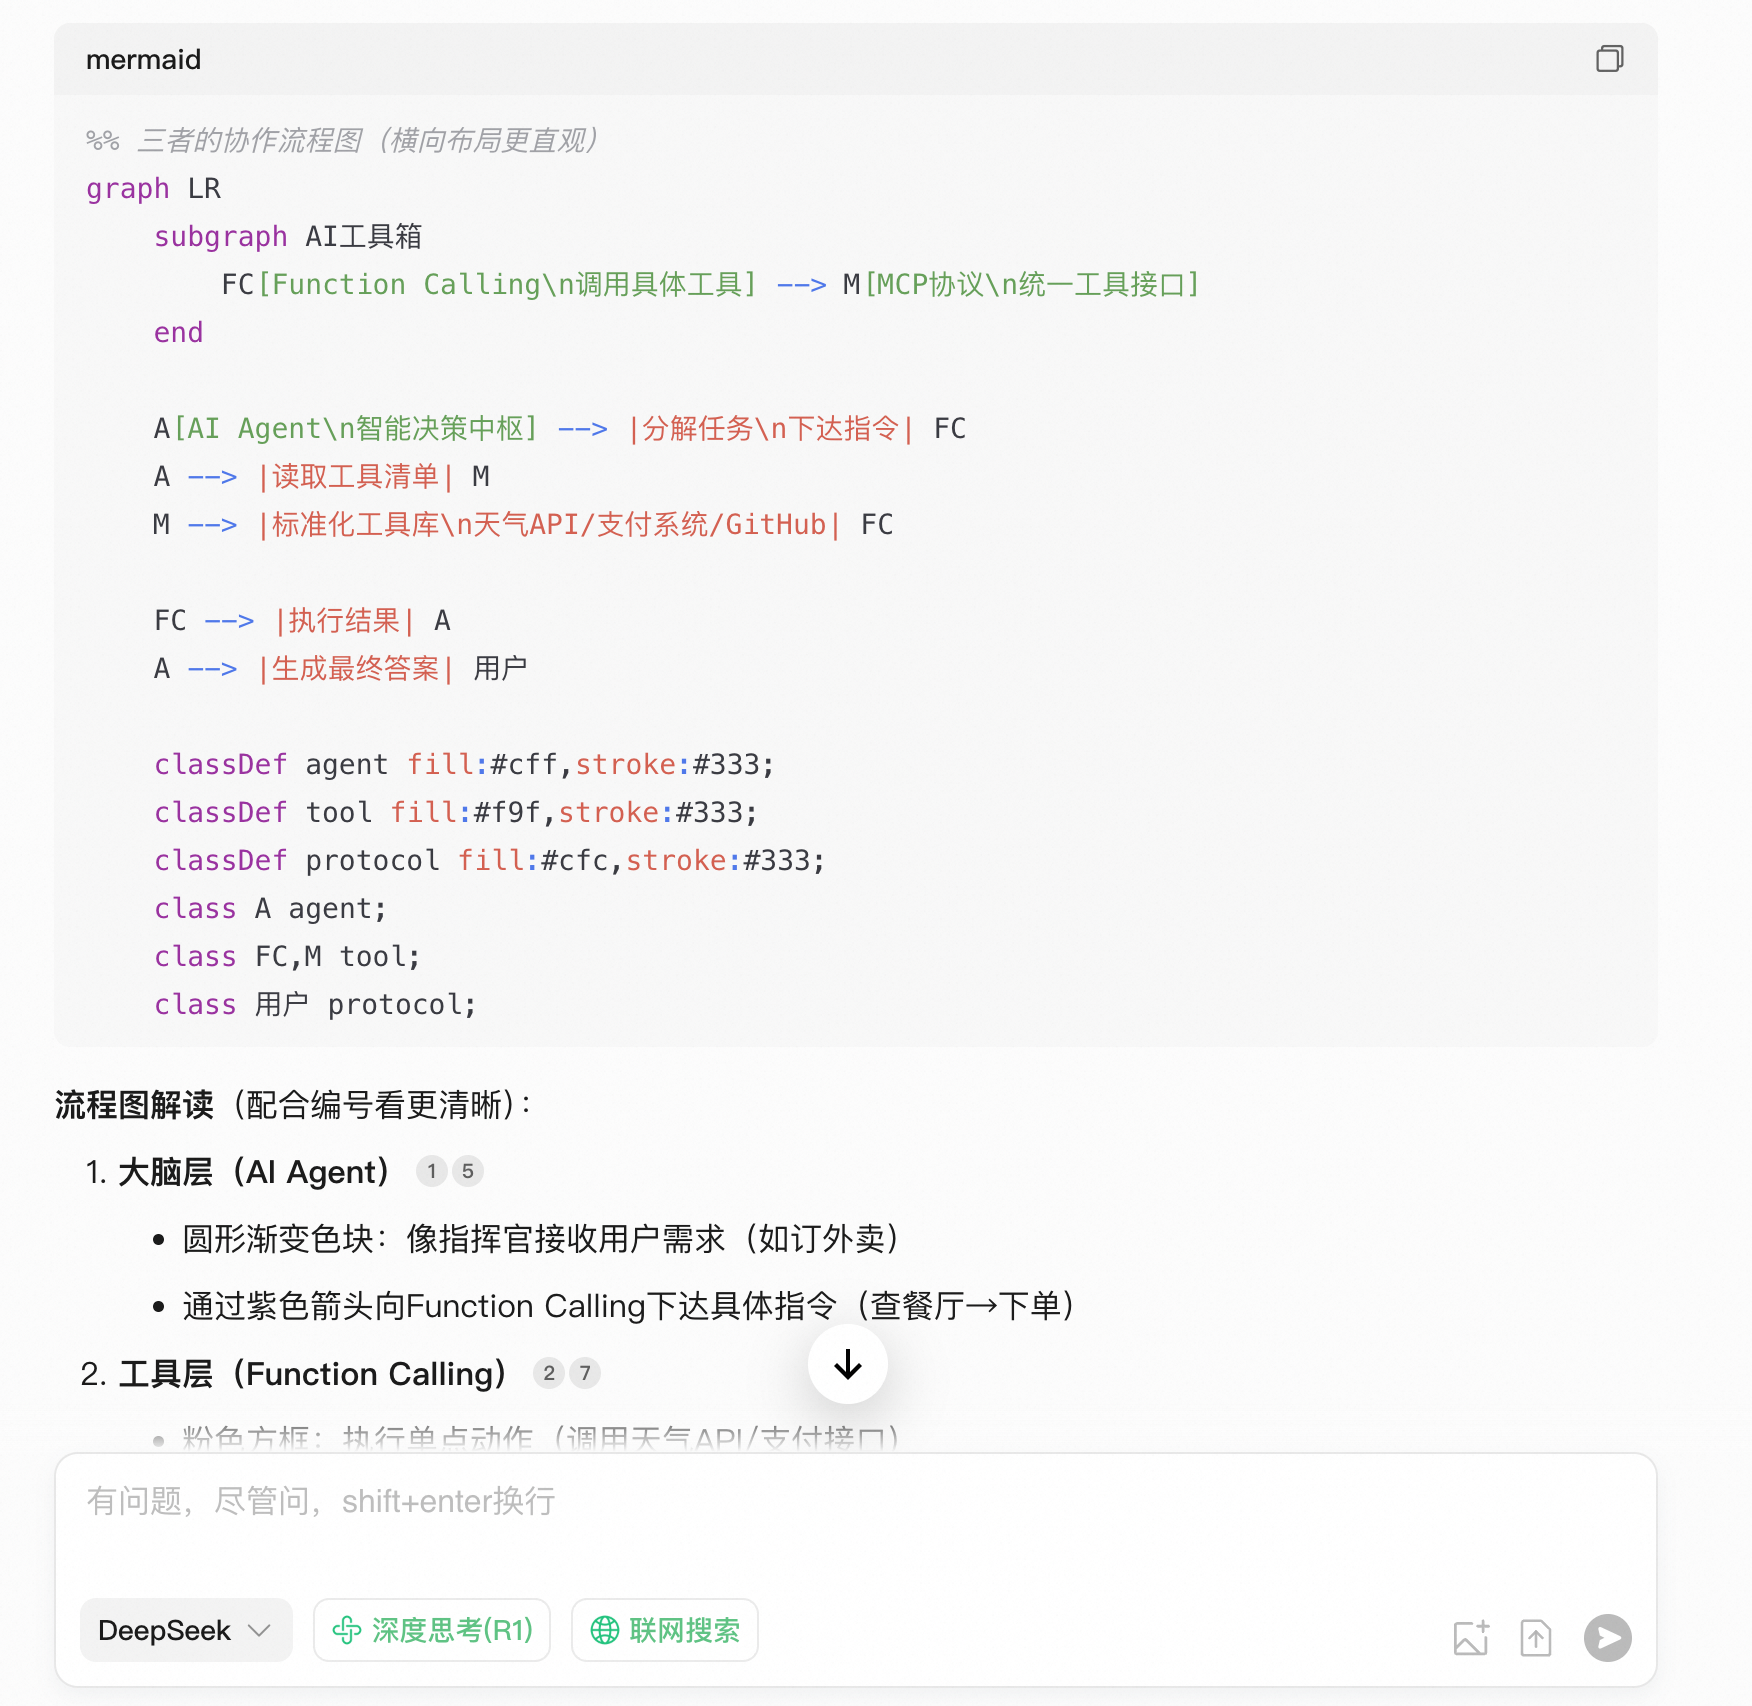 mermaid
%% 三者的协作流程图（横向布局更直观）
graph LR
    subgraph AI工具箱
        FC[Function Calling\n调用具体工具] --> M[MCP协议\n统一工具接口]
    end
    A[AI Agent\n智能决策中枢] --> |分解任务\n下达指令| FC
    A --> |读取工具清单| M
    M --> |标准化工具库\n天气API/支付系统/GitHub| FC
    FC --> |执行结果| A
    A --> |生成最终答案| 用户
    classDef agent fill:#cff,stroke:#333;
    classDef tool fill:#f9f,stroke:#333;
    classDef protocol fill:#cfc,stroke:#333;
    class A agent;
    class FC,M tool;
    class 用户 protocol;
流程图解读（配合编号看更清晰）：
1. 大脑层（AI Agent） 1 5
• 圆形渐变色块：像指挥官接收用户需求（如订外卖）
• 通过紫色箭头向Function Calling下达具体指令（查餐厅→下单）
2. 工具层（Function Calling） 2 7
• 粉色方框：执行单点动作（调用天气API/支付接口）
有问题，尽管问，shift+enter换行
DeepSeek 深度思考(R1) 联网搜索